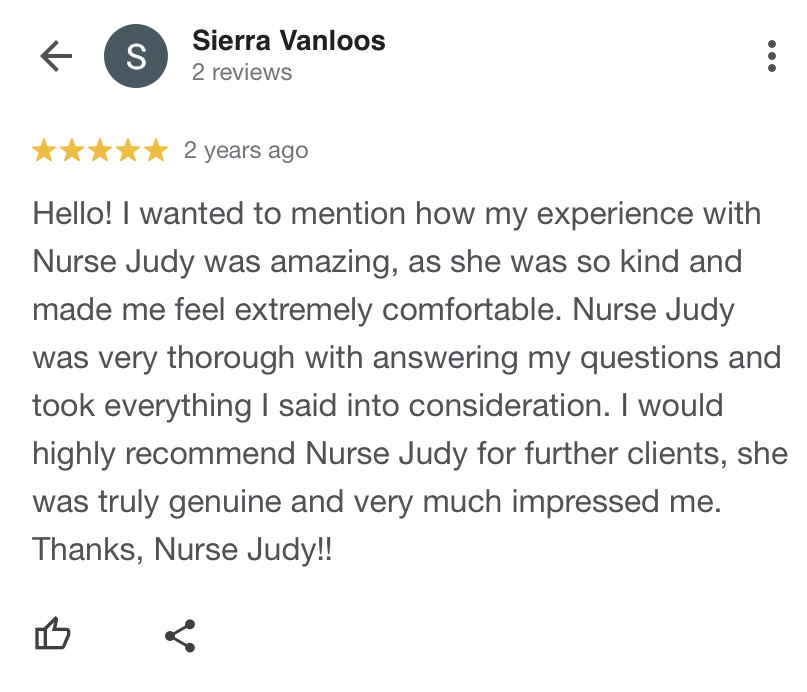 S
Sierra Vanloos
2 reviews
2 years ago
Hello! I wanted to mention how my experience with
Nurse Judy was amazing, as she was so kind and
made me feel extremely comfortable. Nurse Judy
was very thorough with answering my questions and
took everything I said into consideration. I would
highly recommend Nurse Judy for further clients, she
was truly genuine and very much impressed me.
Thanks, Nurse Judy!!